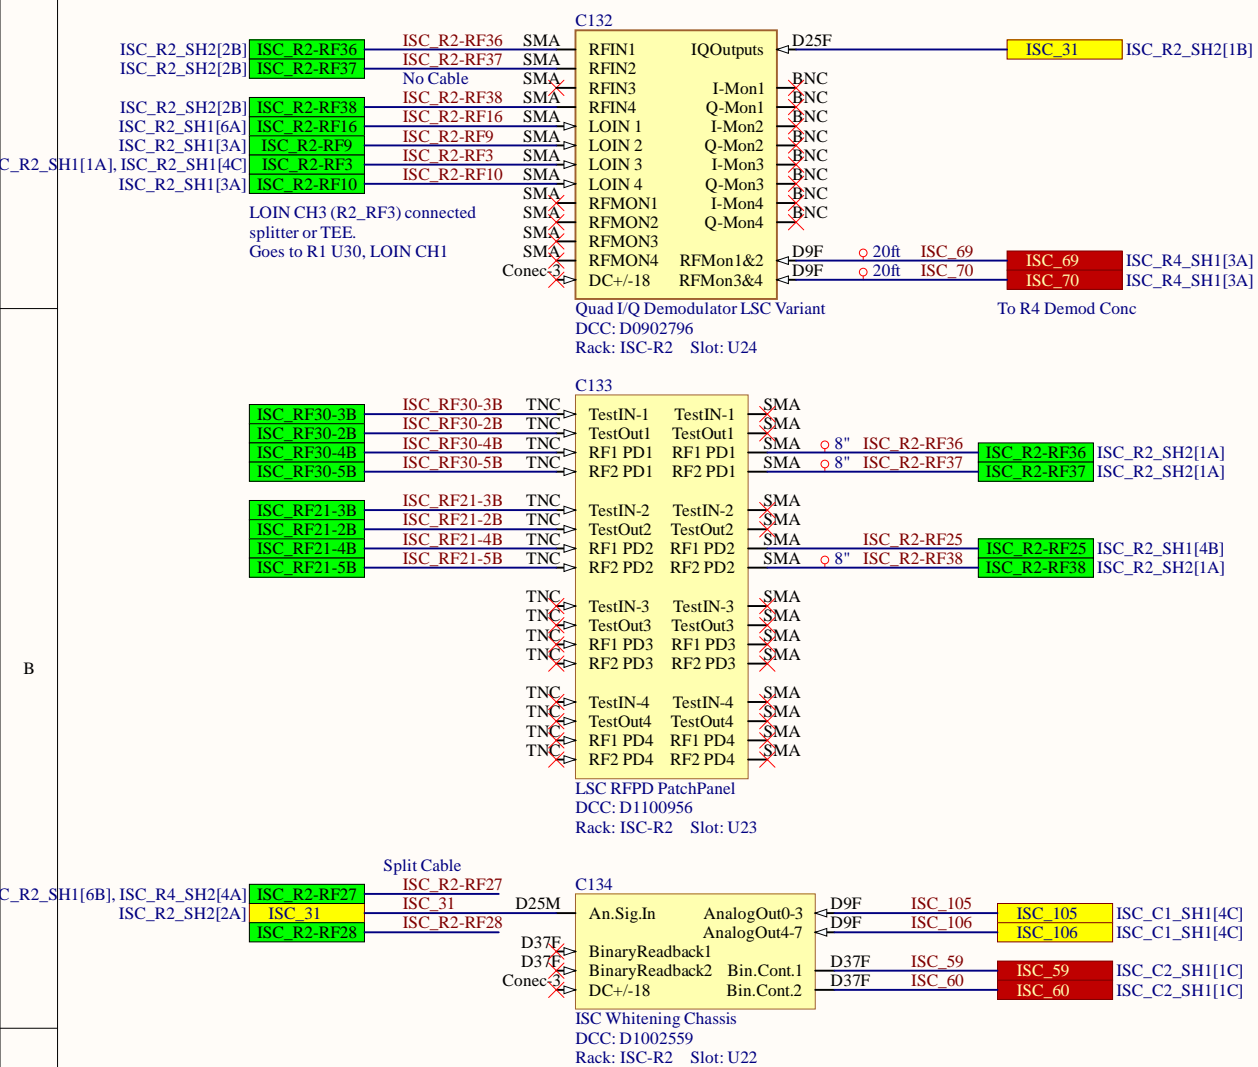 C132
ISC_R2_SH2[2B] ISC_R2-RF36 ISC_R2-RF36 SMA RFIN1 IQOutputs D25F ISC_31 ISC_R2_SH2[1B]
ISC_R2_SH2[2B] ISC_R2-RF37 ISC_R2-RF37 SMA RFIN2
No Cable SMA RFIN3 I-Mon1 BNC
ISC_R2_SH2[2B] ISC_R2-RF38 ISC_R2-RF38 SMA RFIN4 Q-Mon1 BNC
ISC_R2_SH1[6A] ISC_R2-RF16 ISC_R2-RF16 SMA LOIN 1 I-Mon2 BNC
ISC_R2_SH1[3A] ISC_R2-RF9 ISC_R2-RF9 SMA LOIN 2 Q-Mon2 BNC
C_R2_SH1[1A], ISC_R2_SH1[4C] ISC_R2-RF3 ISC_R2-RF3 SMA LOIN 3 I-Mon3 BNC
ISC_R2_SH1[3A] ISC_R2-RF10 ISC_R2-RF10 SMA LOIN 4 Q-Mon3 BNC
SMA RFMON1 I-Mon4 BNC
LOIN CH3 (R2_RF3) connected SMA RFMON2 Q-Mon4 BNC
splitter or TEE. SMA RFMON3
Goes to R1 U30, LOIN CH1 SMA RFMON4 RFMon1&2 D9F 20ft ISC_69 ISC_69 ISC_R4_SH1[3A]
Conec-3 DC+/-18 RFMon3&4 D9F 20ft ISC_70 ISC_70 ISC_R4_SH1[3A]
Quad I/Q Demodulator LSC Variant To R4 Demod Conc
DCC: D0902796
Rack: ISC-R2 Slot: U24
C133
ISC_RF30-3B ISC_RF30-3B TNC TestIN-1 TestIN-1 SMA
ISC_RF30-2B ISC_RF30-2B TNC TestOut1 TestOut1 SMA
ISC_RF30-4B ISC_RF30-4B TNC RF1 PD1 RF1 PD1 SMA 8" ISC_R2-RF36 ISC_R2-RF36 ISC_R2_SH2[1A]
ISC_RF30-5B ISC_RF30-5B TNC RF2 PD1 RF2 PD1 SMA 8" ISC_R2-RF37 ISC_R2-RF37 ISC_R2_SH2[1A]
ISC_RF21-3B ISC_RF21-3B TNC TestIN-2 TestIN-2 SMA
ISC_RF21-2B ISC_RF21-2B TNC TestOut2 TestOut2 SMA
ISC_RF21-4B ISC_RF21-4B TNC RF1 PD2 RF1 PD2 SMA ISC_R2-RF25 ISC_R2-RF25 ISC_R2_SH1[4B]
ISC_RF21-5B ISC_RF21-5B TNC RF2 PD2 RF2 PD2 SMA 8" ISC_R2-RF38 ISC_R2-RF38 ISC_R2_SH2[1A]
TNC TestIN-3 TestIN-3 SMA
TNC TestOut3 TestOut3 SMA
TNC RF1 PD3 RF1 PD3 SMA
B TNC RF2 PD3 RF2 PD3 SMA
TNC TestIN-4 TestIN-4 SMA
TNC TestOut4 TestOut4 SMA
TNC RF1 PD4 RF1 PD4 SMA
TNC RF2 PD4 RF2 PD4 SMA
LSC RFPD PatchPanel
DCC: D1100956
Rack: ISC-R2 Slot: U23
Split Cable
C134
C_R2_SH1[6B], ISC_R4_SH2[4A] ISC_R2-RF27 ISC_R2-RF27
ISC_R2_SH2[2A] ISC_31 ISC_31 D25M An.Sig.In AnalogOut0-3 D9F ISC_105 ISC_105 ISC_C1_SH1[4C]
ISC_R2-RF28 ISC_R2-RF28 AnalogOut4-7 D9F ISC_106 ISC_106 ISC_C1_SH1[4C]
D37F BinaryReadback1
D37F BinaryReadback2 Bin.Cont.1 D37F ISC_59 ISC_59 ISC_C2_SH1[1C]
Conec-3 DC+/-18 Bin.Cont.2 D37F ISC_60 ISC_60 ISC_C2_SH1[1C]
ISC Whitening Chassis
DCC: D1002559
Rack: ISC-R2 Slot: U22